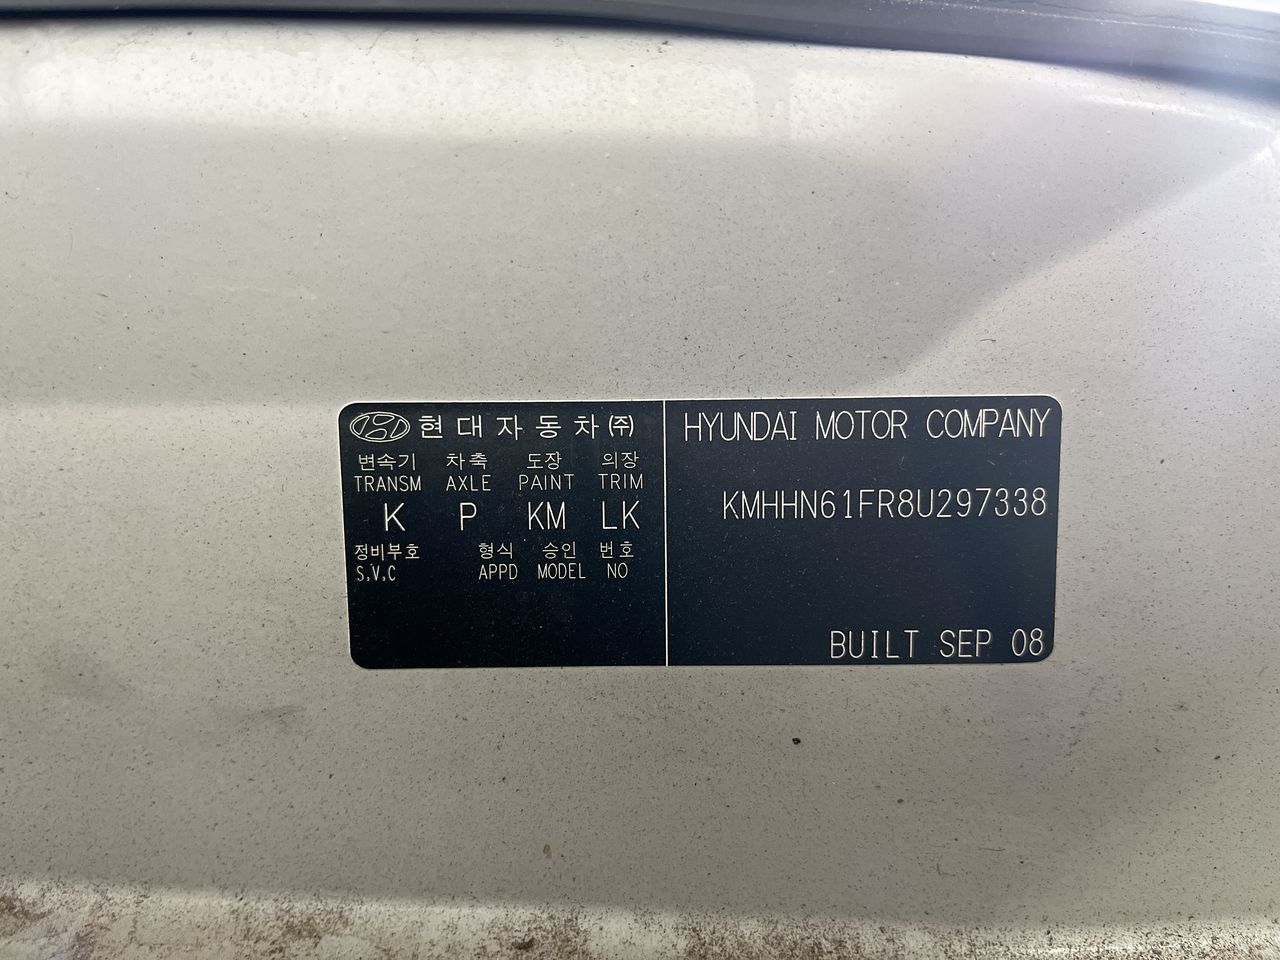 현대자동차㈜
변속기 차축 도장 의장
TRANSM AXLE PAINT TRIM
K P KM LK
정비부호 형식 승인 번호
S.V.C APPD MODEL NO
HYUNDAI MOTOR COMPANY
KMHHN61FR8U297338
BUILT SEP 08